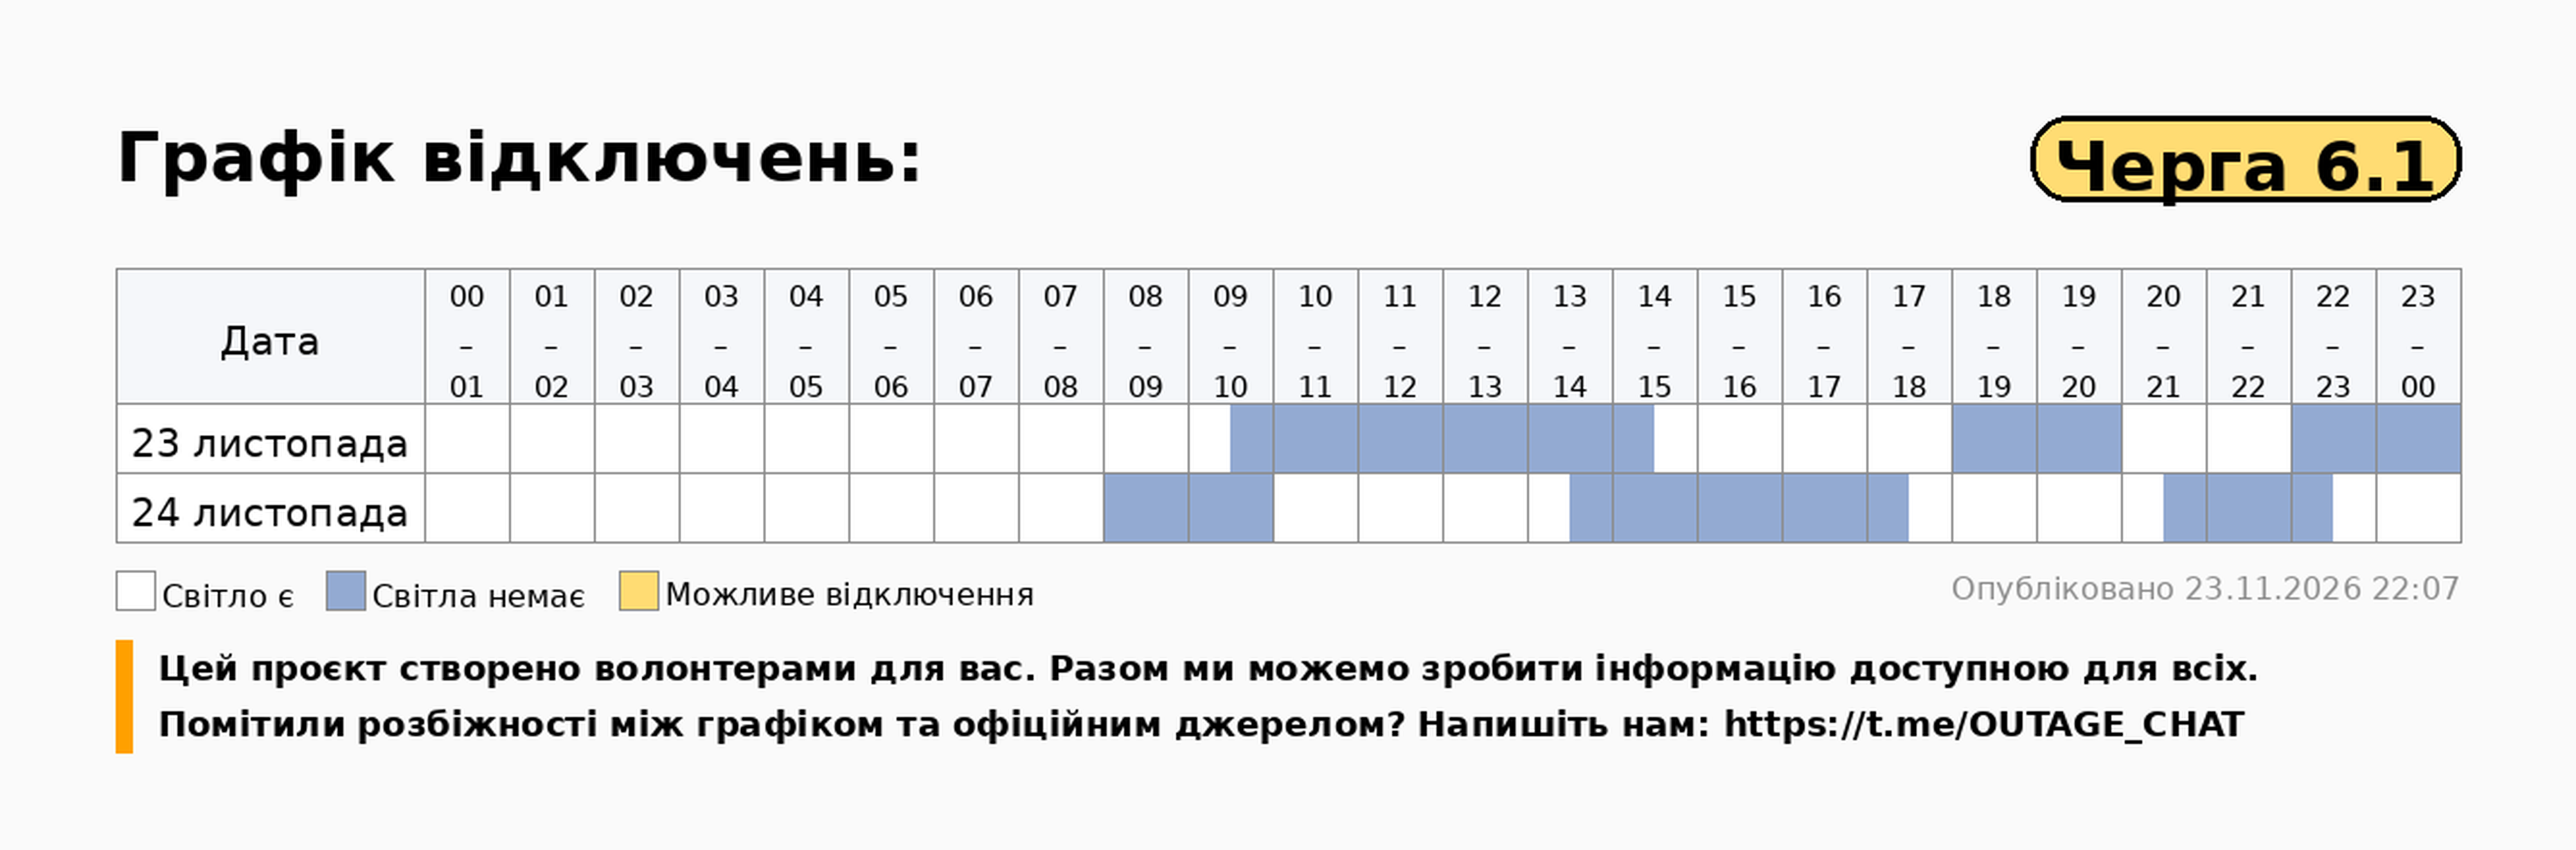 Графік відключень:
Черга 6.1
Дата
00 – 01
01 – 02
02 – 03
03 – 04
04 – 05
05 – 06
06 – 07
07 – 08
08 – 09
09 – 10
10 – 11
11 – 12
12 – 13
13 – 14
14 – 15
15 – 16
16 – 17
17 – 18
18 – 19
19 – 20
20 – 21
21 – 22
22 – 23
23 – 00
23 листопада
24 листопада
Світло є
Світла немає
Можливе відключення
Опубліковано 23.11.2026 22:07
Цей проєкт створено волонтерами для вас. Разом ми можемо зробити інформацію доступною для всіх.
Помітили розбіжності між графіком та офіційним джерелом? Напишіть нам: https://t.me/OUTAGE_CHAT